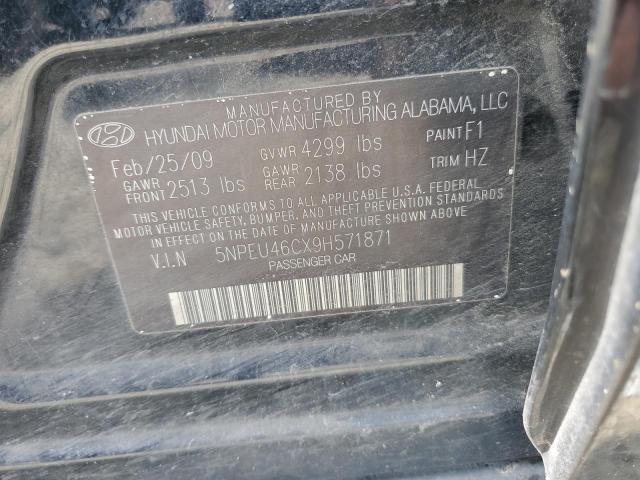 MANUFACTURED BY
HYUNDAI MOTOR MANUFACTURING ALABAMA, LLC
Feb/25/09 GVWR 4299 lbs PAINT F1
GAWR FRONT 2513 lbs GAWR REAR 2138 lbs TRIM HZ
THIS VEHICLE CONFORMS TO ALL APPLICABLE U.S.A. FEDERAL
MOTOR VEHICLE SAFETY, BUMPER, AND THEFT PREVENTION STANDARDS
IN EFFECT ON THE DATE OF MANUFACTURE SHOWN ABOVE
V.I.N 5NPEU46CX9H571871
PASSENGER CAR